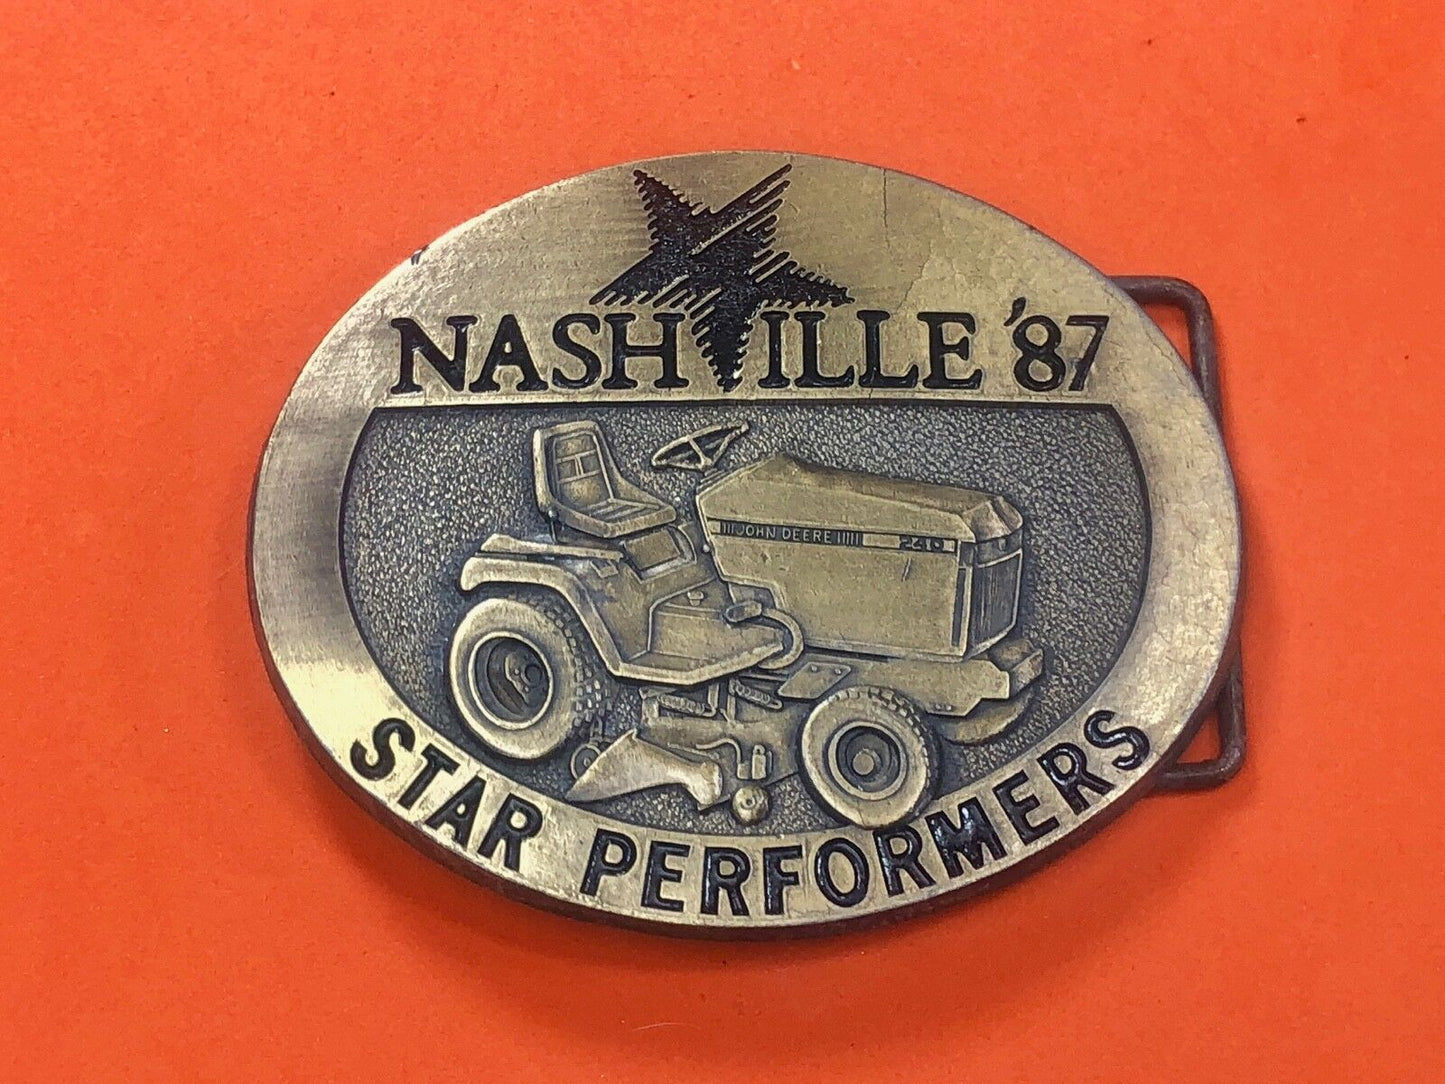 NASHVILLE '87
JOHN DEERE
STAR PERFORMERS